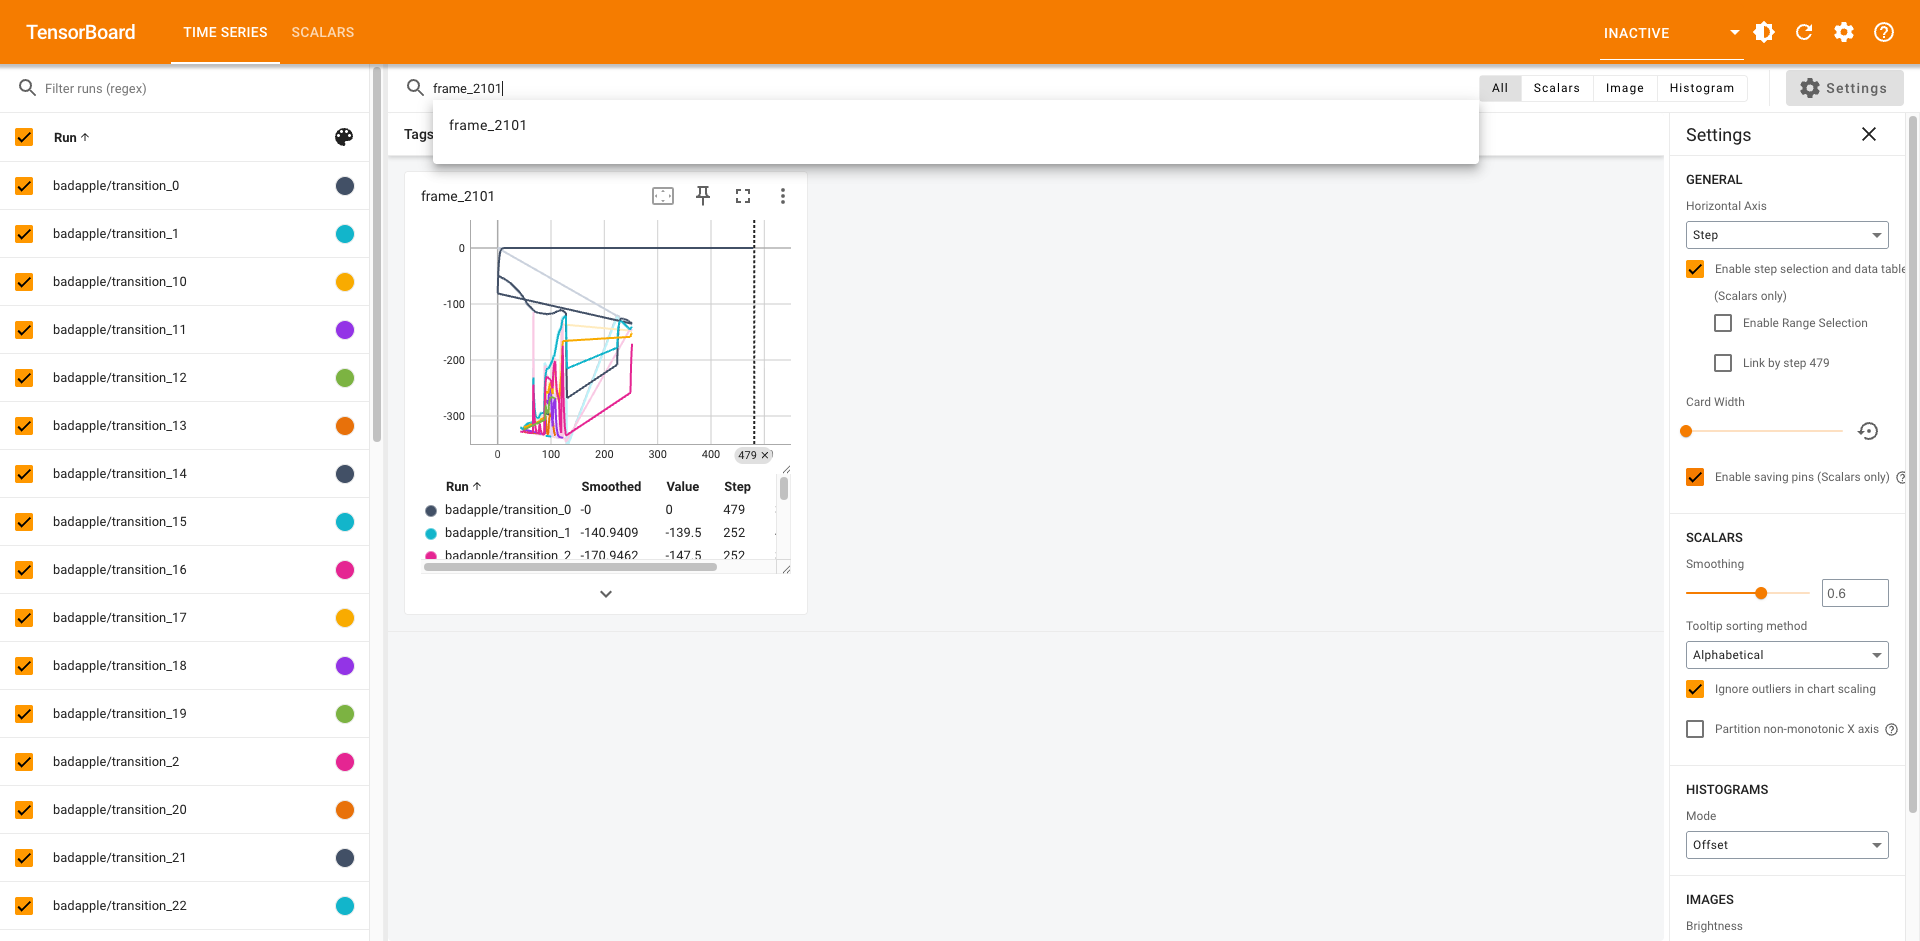 TensorBoard TIME SERIES SCALARS INACTIVE
Filter runs (regex)
Run
badapple/transition_0
badapple/transition_1
badapple/transition_10
badapple/transition_11
badapple/transition_12
badapple/transition_13
badapple/transition_14
badapple/transition_15
badapple/transition_16
badapple/transition_17
badapple/transition_18
badapple/transition_19
badapple/transition_2
badapple/transition_20
badapple/transition_21
badapple/transition_22
frame_2101
All Scalars Image Histogram Settings
frame_2101
Tags
frame_2101
0
-100
-200
-300
0 100 200 300 400 479
Run Smoothed Value Step
badapple/transition_0 -0 0 479
badapple/transition_1 -140.9409 -139.5 252
badapple/transition_2 -170.9462 -147.5 252
Settings
GENERAL
Horizontal Axis
Step
Enable step selection and data table
(Scalars only)
Enable Range Selection
Link by step 479
Card Width
Enable saving pins (Scalars only)
SCALARS
Smoothing
0.6
Tooltip sorting method
Alphabetical
Ignore outliers in chart scaling
Partition non-monotonic X axis
HISTOGRAMS
Mode
Offset
IMAGES
Brightness